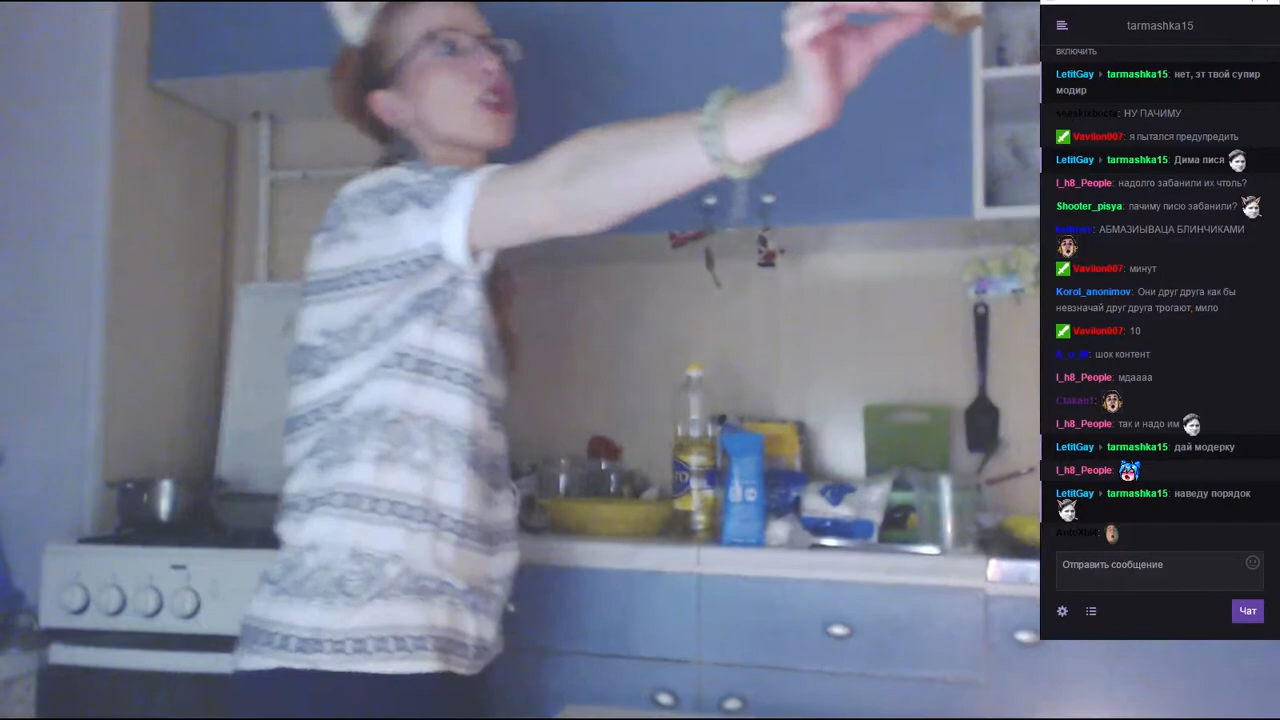 tarmashka15
включить
LetitGay ▸ tarmashka15: нет, эт твой супир
модир
: НУ ПАЧИМУ
Vavilon007: я пытался предупредить
LetitGay ▸ tarmashka15: Дима пися
I_h8_People: надолго забанили их чтоль?
Shooter_pisya: пачиму писю забанили?
: АБМАЗИЫВАЦА БЛИНЧИКАМИ
Vavilon007: минут
Korol_anonimov: Они друг друга как бы
невзначай друг друга трогают, мило
Vavilon007: 10
: шок контент
I_h8_People: мдаааа
I_h8_People: так и надо им
LetitGay ▸ tarmashka15: дай модерку
I_h8_People:
LetitGay ▸ tarmashka15: наведу порядок
Отправить сообщение
Чат